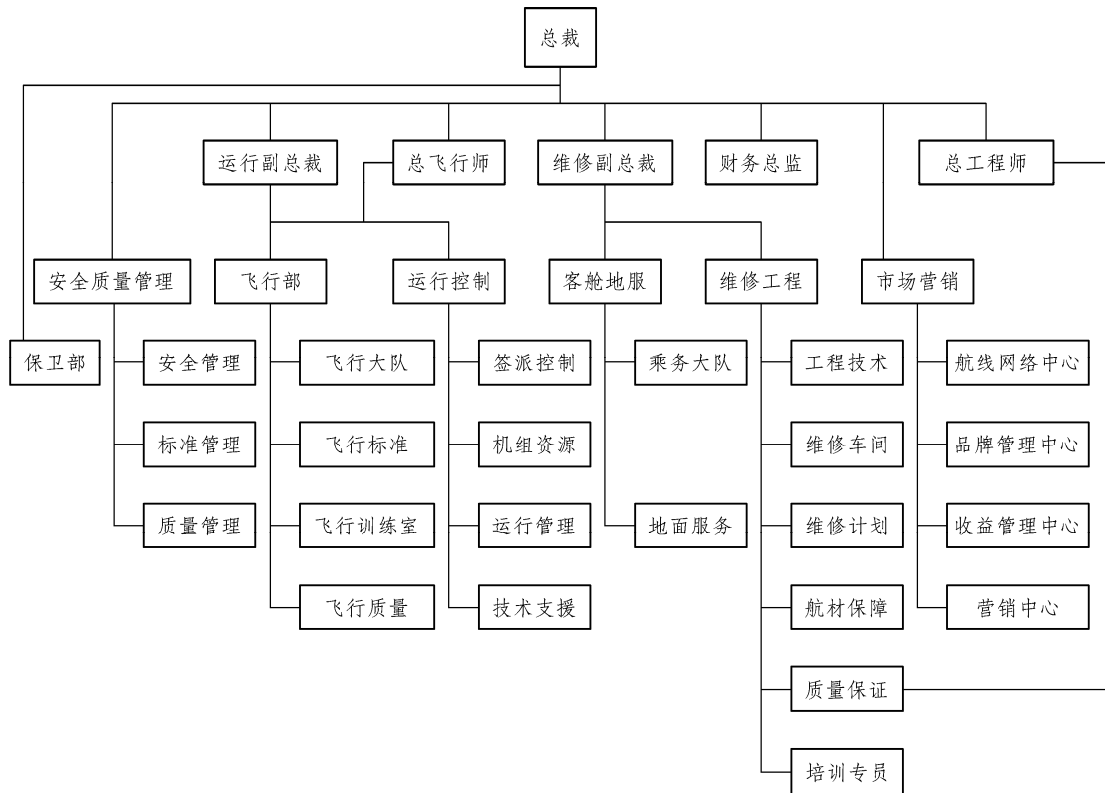 总裁
运行副总裁
总飞行师
维修副总裁
财务总监
总工程师
安全质量管理
飞行部
运行控制
客舱地服
维修工程
市场营销
保卫部
安全管理
飞行大队
签派控制
乘务大队
工程技术
航线网络中心
标准管理
飞行标准
机组资源
维修车间
品牌管理中心
质量管理
飞行训练室
运行管理
地面服务
维修计划
收益管理中心
飞行质量
技术支援
航材保障
营销中心
质量保证
培训专员